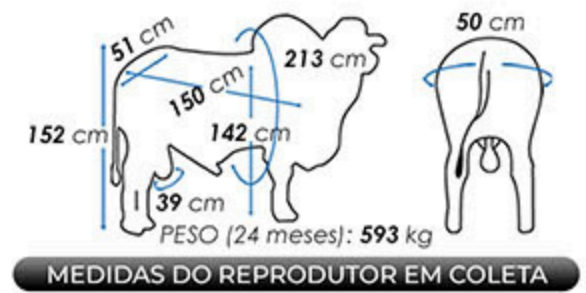 51 cm
50 cm
213 cm
150 cm
152 cm
142 cm
39 cm
PESO (24 meses): 593 kg
MEDIDAS DO REPRODUTOR EM COLETA